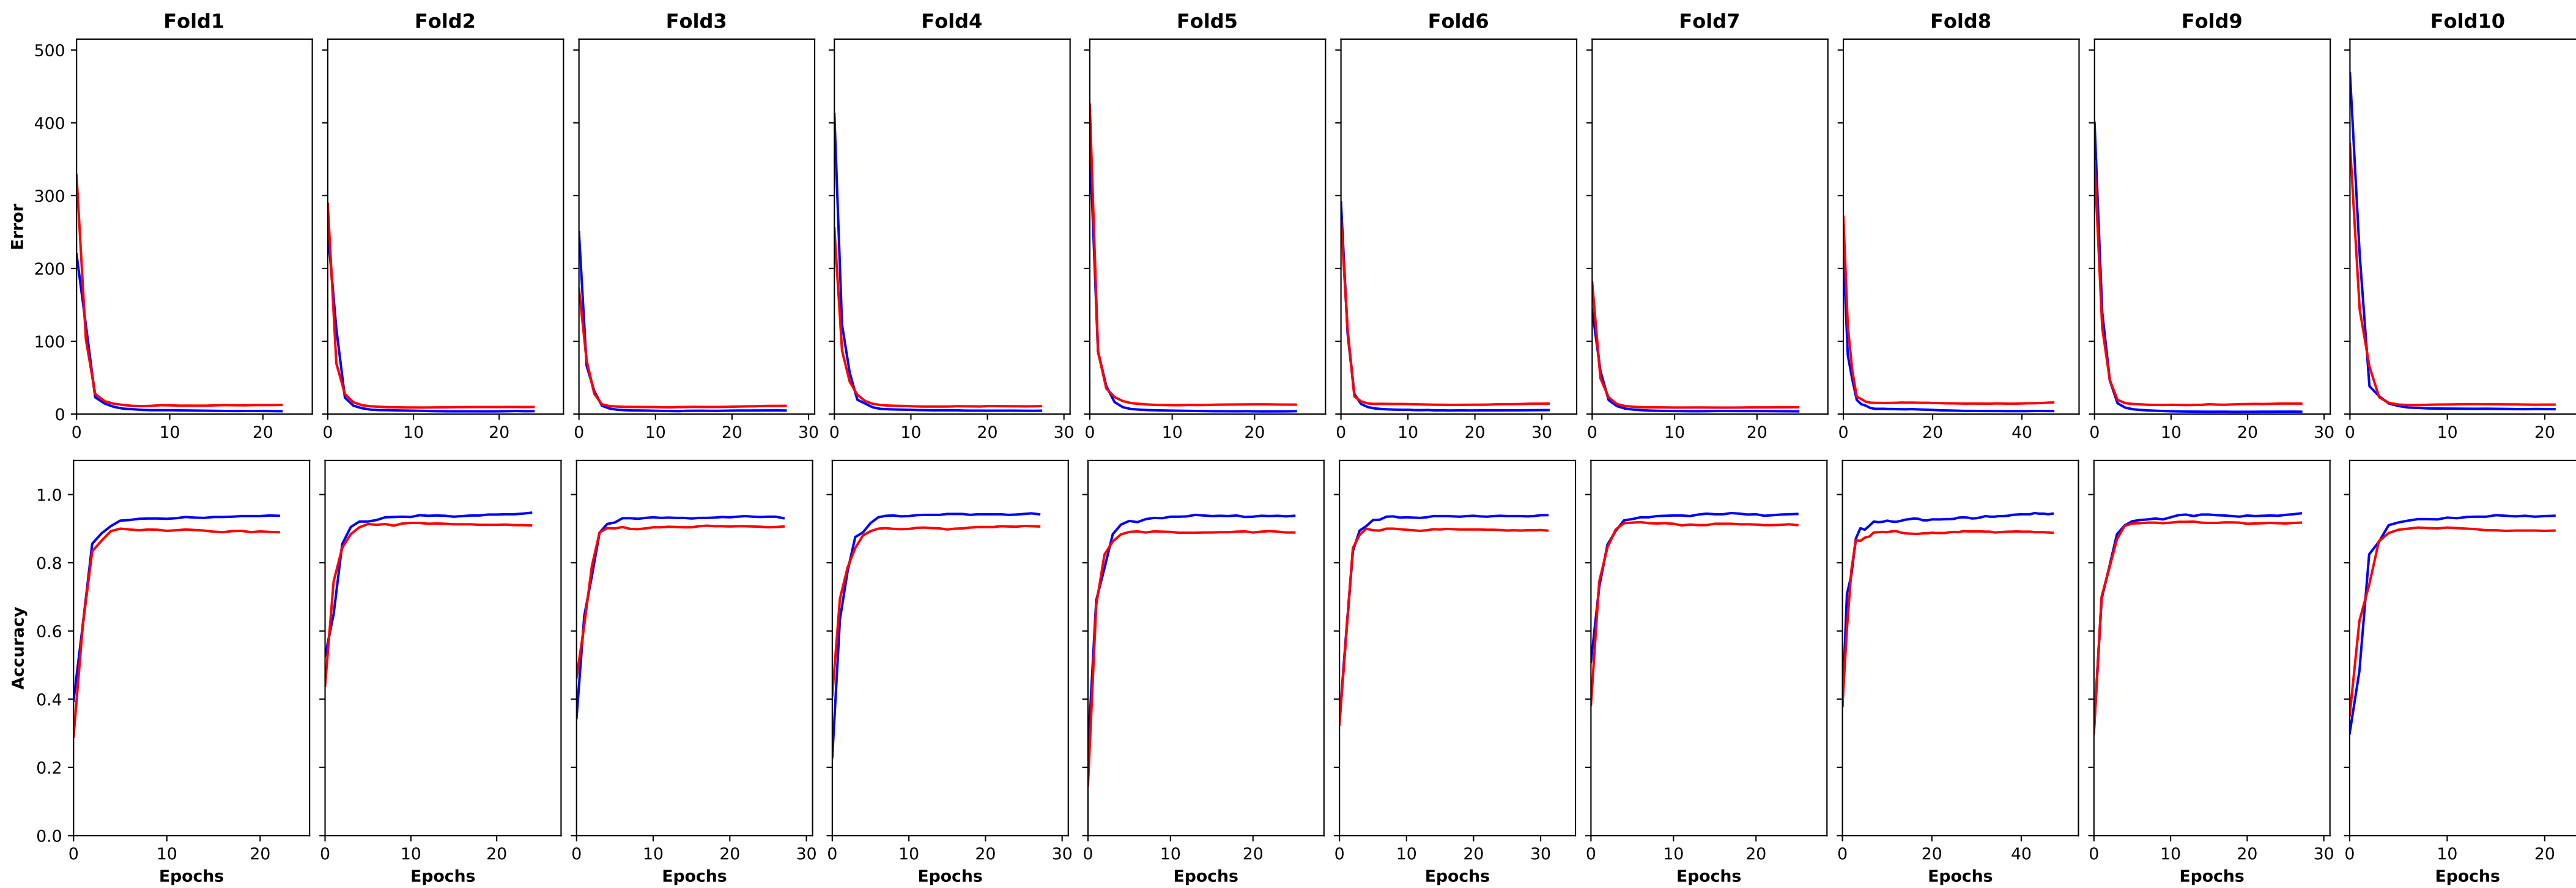 Fold1 Fold2 Fold3 Fold4 Fold5 Fold6 Fold7 Fold8 Fold9 Fold10
500
400
300
200
100
0
Error
0 10 20 0 10 20 0 10 20 30 0 10 20 30 0 10 20 0 10 20 30 0 10 20 0 20 40 0 10 20 30 0 10 20
1.0
0.8
0.6
0.4
0.2
0.0
Accuracy
0 10 20 0 10 20 0 10 20 30 0 10 20 30 0 10 20 0 10 20 30 0 10 20 0 20 40 0 10 20 30 0 10 20
Epochs Epochs Epochs Epochs Epochs Epochs Epochs Epochs Epochs Epochs